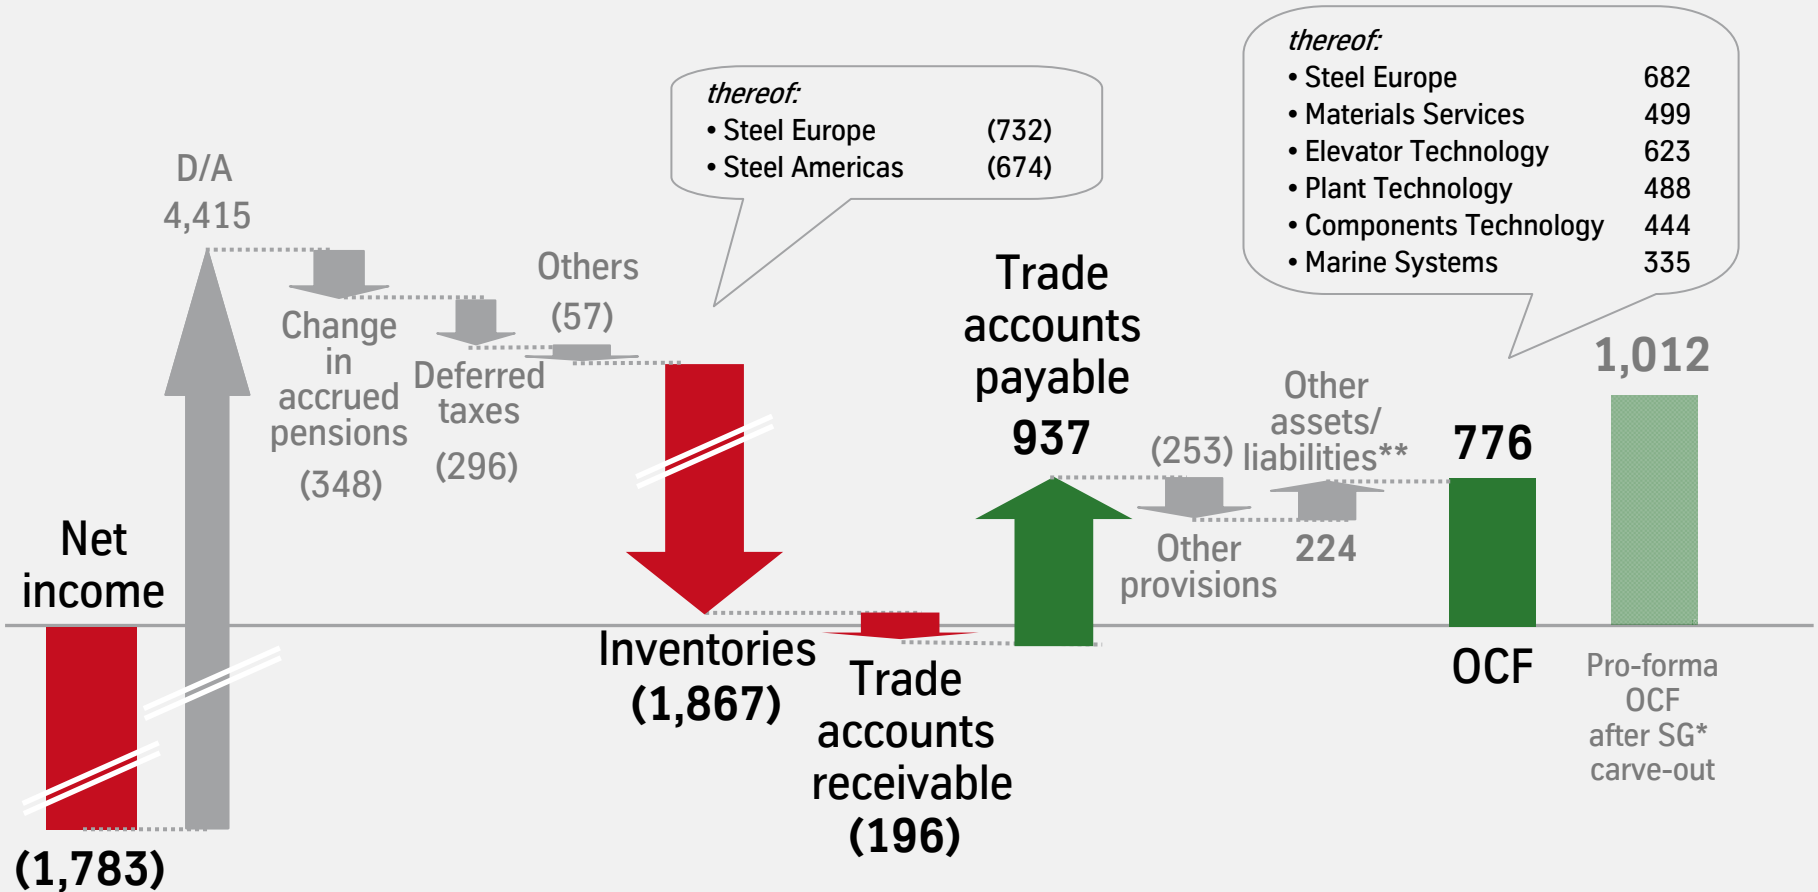 Net
income
(1,783)
D/A
4,415
Change
in
accrued
pensions
(348)
Deferred
taxes
(296)
Others
(57)
thereof:
• Steel Europe (732)
• Steel Americas (674)
Inventories
(1,867)
Trade
accounts
receivable
(196)
Trade
accounts
payable
937
(253)
Other
provisions
Other
assets/
liabilities**
224
thereof:
• Steel Europe 682
• Materials Services 499
• Elevator Technology 623
• Plant Technology 488
• Components Technology 444
• Marine Systems 335
776
OCF
1,012
Pro-forma
OCF
after SG*
carve-out